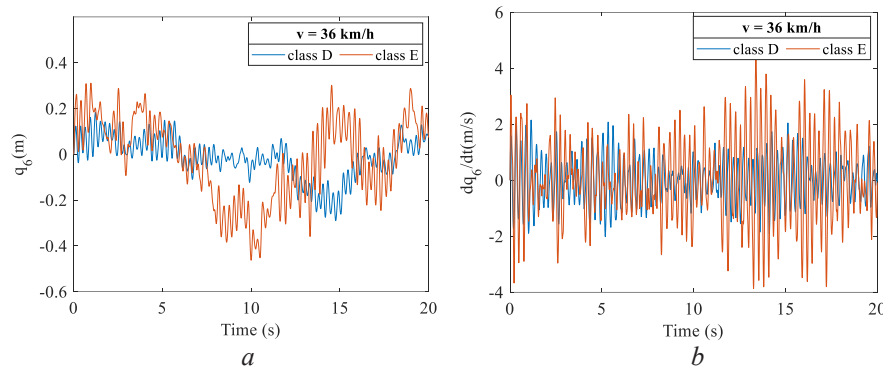 v = 36 km/h
class D class E
0.4
0.2
0
-0.2
-0.4
-0.6
q6(m)
0 5 10 15 20
Time (s)
a
v = 36 km/h
class D class E
6
4
2
0
-2
-4
dq6/dt(m/s)
0 5 10 15 20
Time (s)
b